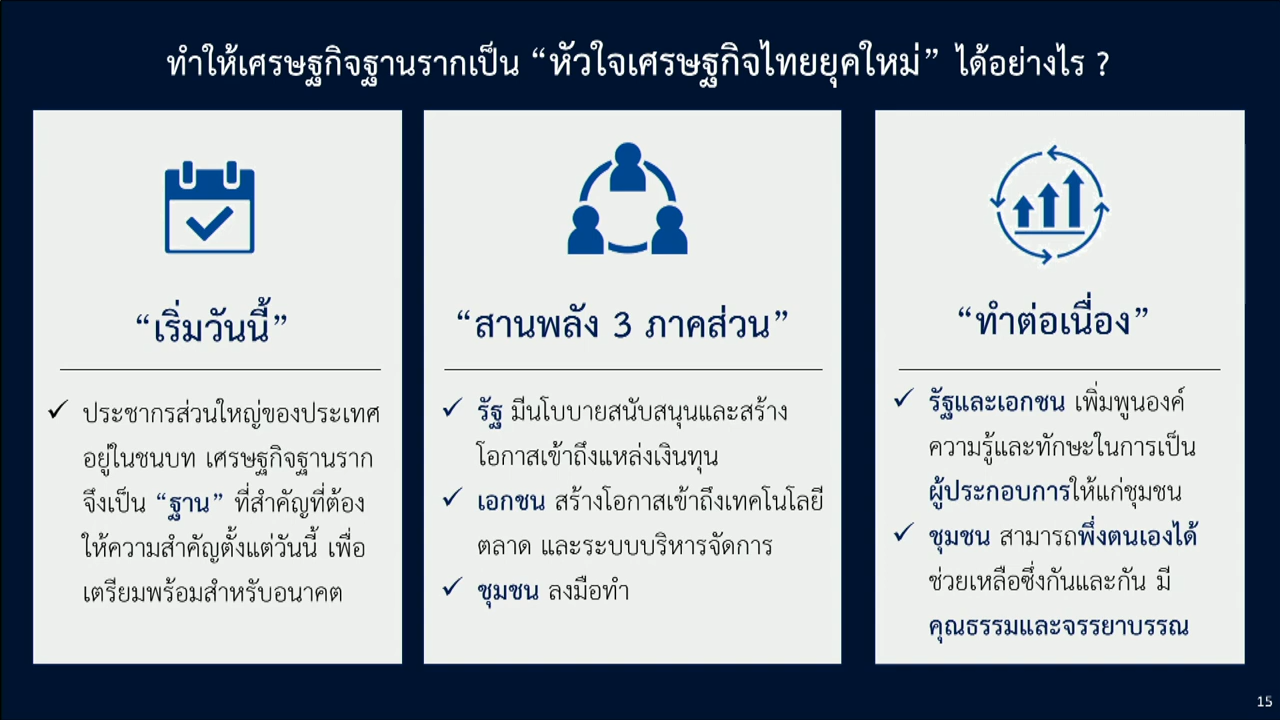 ทำให้เศรษฐกิจฐานรากเป็น “หัวใจเศรษฐกิจไทยยุคใหม่” ได้อย่างไร ?
“เริ่มวันนี้”
✓ ประชากรส่วนใหญ่ของประเทศ
อยู่ในชนบท เศรษฐกิจฐานราก
จึงเป็น “ฐาน” ที่สำคัญที่ต้อง
ให้ความสำคัญตั้งแต่วันนี้ เพื่อ
เตรียมพร้อมสำหรับอนาคต
“สานพลัง 3 ภาคส่วน”
✓ รัฐ มีนโบบายสนับสนุนและสร้าง
โอกาสเข้าถึงแหล่งเงินทุน
✓ เอกชน สร้างโอกาสเข้าถึงเทคโนโลยี
ตลาด และระบบบริหารจัดการ
✓ ชุมชน ลงมือทำ
“ทำต่อเนื่อง”
✓ รัฐและเอกชน เพิ่มพูนองค์
ความรู้และทักษะในการเป็น
ผู้ประกอบการให้แก่ชุมชน
✓ ชุมชน สามารถพึ่งตนเองได้
ช่วยเหลือซึ่งกันและกัน มี
คุณธรรมและจรรยาบรรณ
15